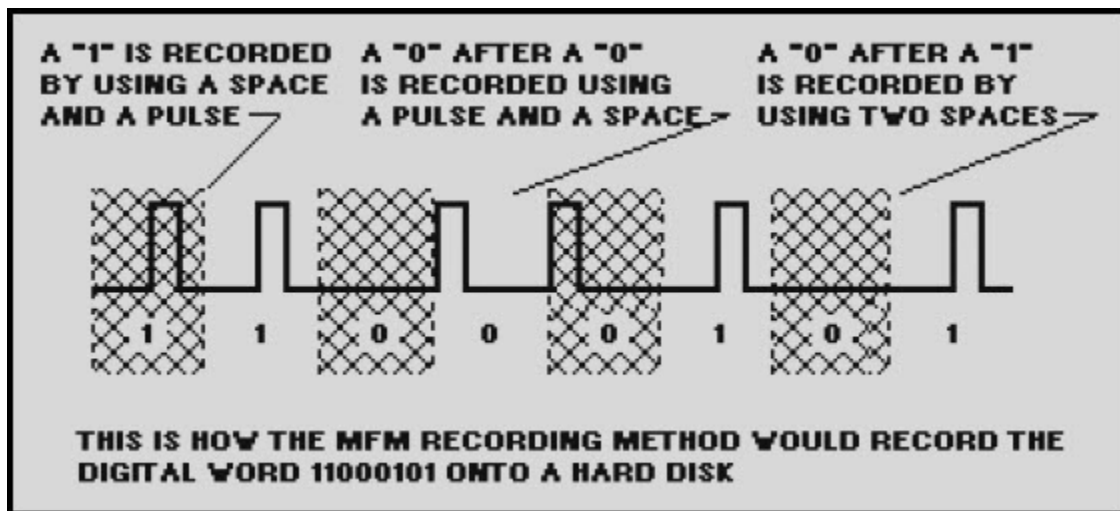 A "1" IS RECORDED
BY USING A SPACE
AND A PULSE
A "0" AFTER A "0"
IS RECORDED USING
A PULSE AND A SPACE
A "0" AFTER A "1"
IS RECORDED BY
USING TWO SPACES
1 1 0 0 0 1 0 1
THIS IS HOW THE MFM RECORDING METHOD WOULD RECORD THE
DIGITAL WORD 11000101 ONTO A HARD DISK